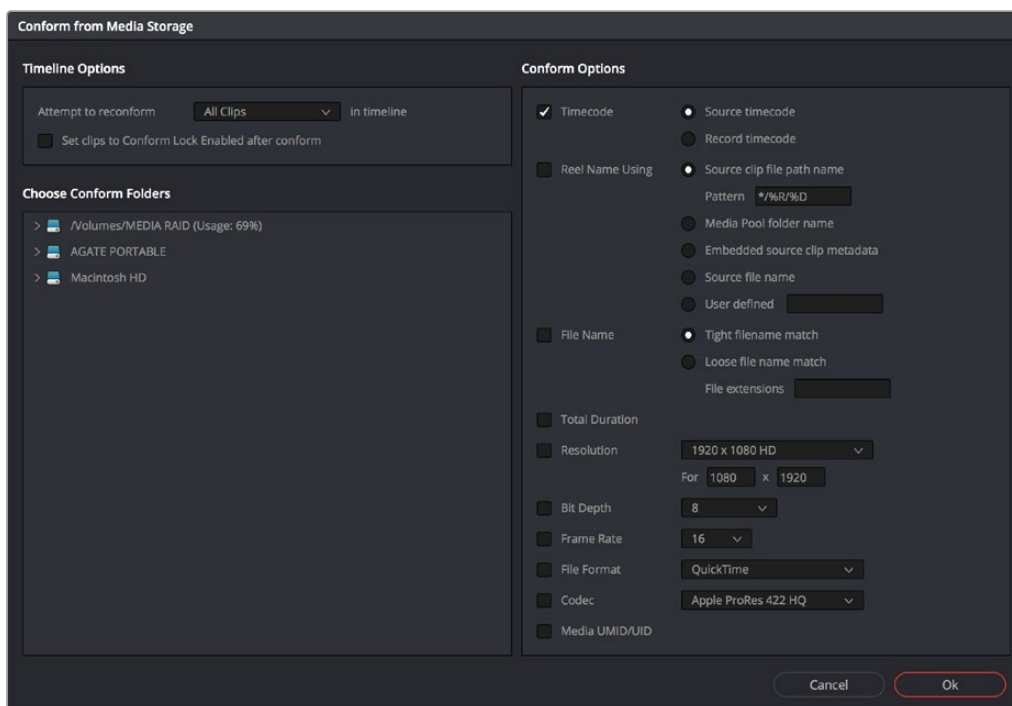 Conform from Media Storage
Timeline Options
Attempt to reconform All Clips in timeline
Set clips to Conform Lock Enabled after conform
Choose Conform Folders
/Volumes/MEDIA RAID (Usage: 69%)
AGATE PORTABLE
Macintosh HD
Conform Options
Timecode Source timecode
Record timecode
Reel Name Using Source clip file path name
Pattern */%R/%D
Media Pool folder name
Embedded source clip metadata
Source file name
User defined
File Name Tight filename match
Loose file name match
File extensions
Total Duration
Resolution 1920 x 1080 HD
For 1080 x 1920
Bit Depth 8
Frame Rate 16
File Format QuickTime
Codec Apple ProRes 422 HQ
Media UMID/UID
Cancel Ok